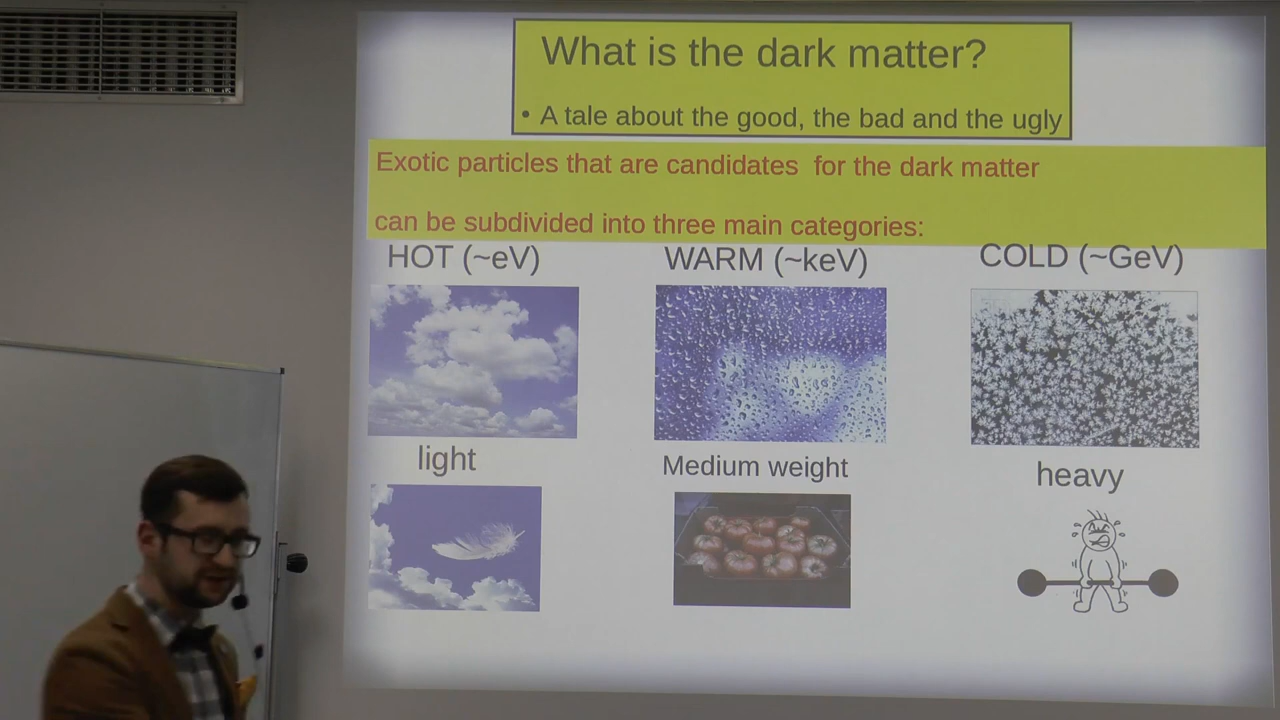 What is the dark matter?
• A tale about the good, the bad and the ugly
Exotic particles that are candidates for the dark matter
can be subdivided into three main categories:
HOT (~eV)
WARM (~keV)
COLD (~GeV)
light
Medium weight
heavy